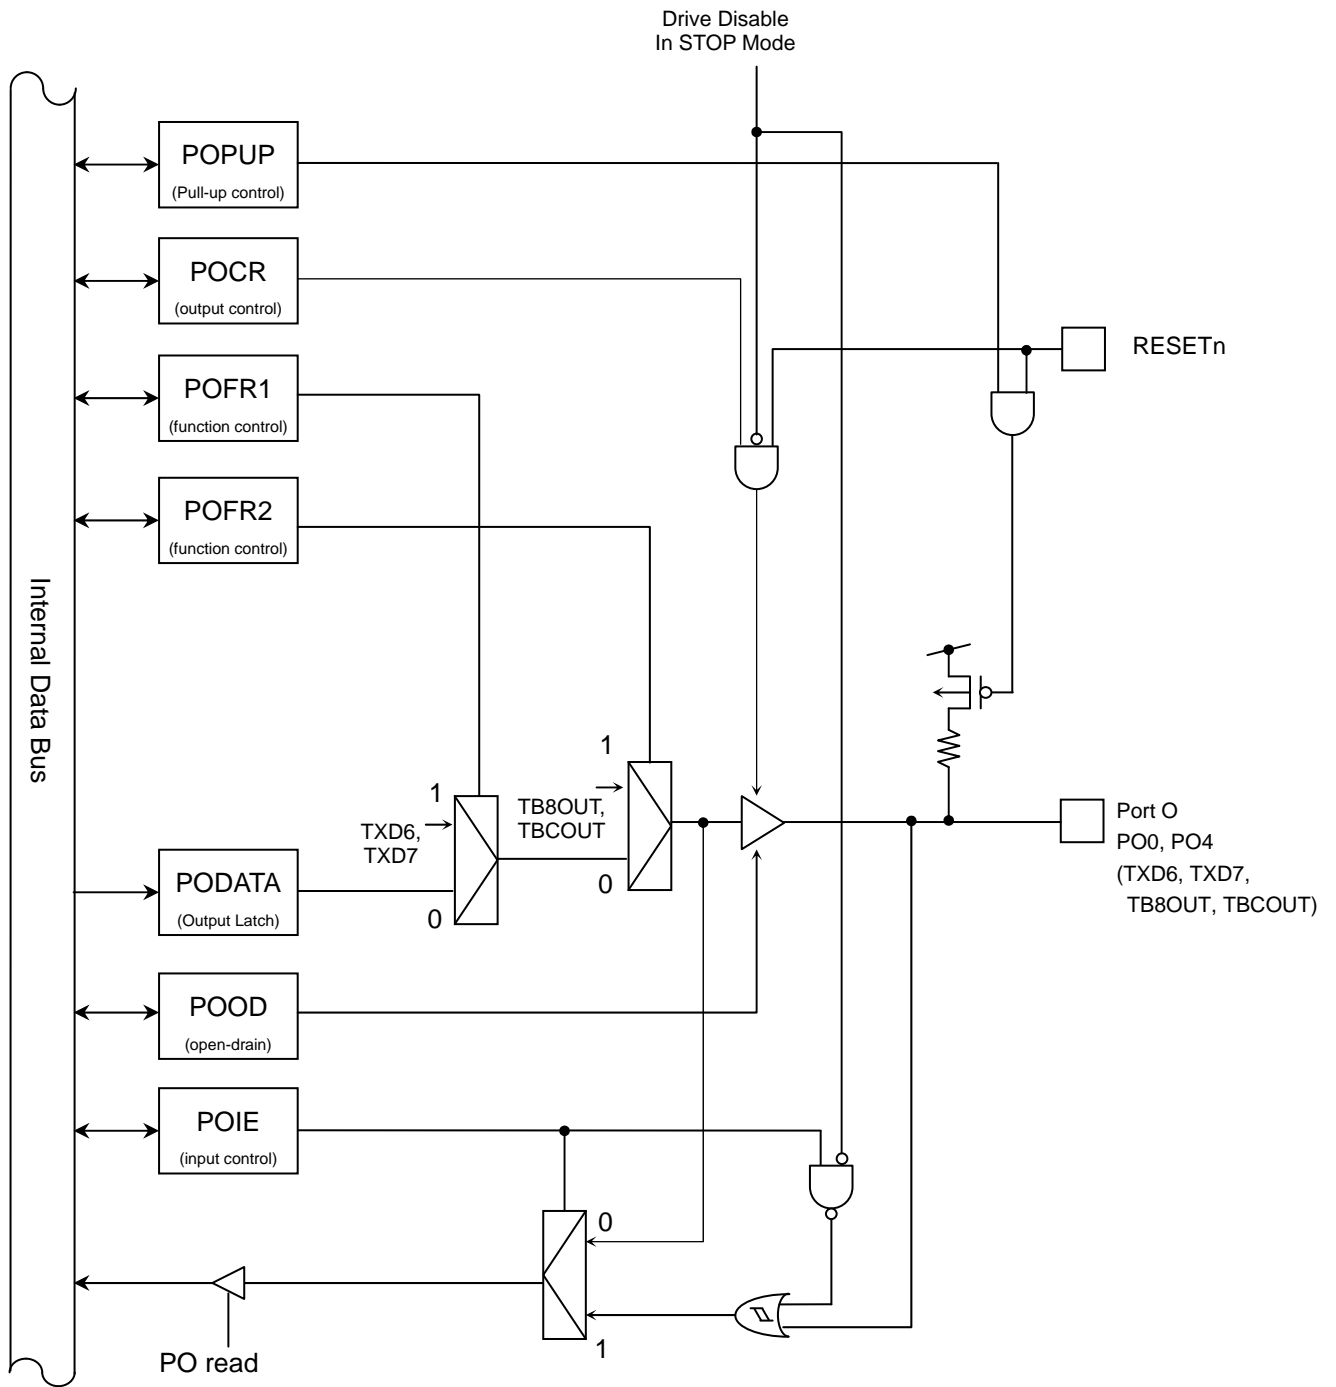 Drive Disable
In STOP Mode
POPUP
(Pull-up control)
POCR
(output control)
RESETn
POFR1
(function control)
POFR2
(function control)
Internal Data Bus
1
TB8OUT,
TBCOUT
0
1
TXD6,
TXD7
0
Port O
PO0, PO4
(TXD6, TXD7,
TB8OUT, TBCOUT)
PODATA
(Output Latch)
POOD
(open-drain)
POIE
(input control)
0
1
PO read